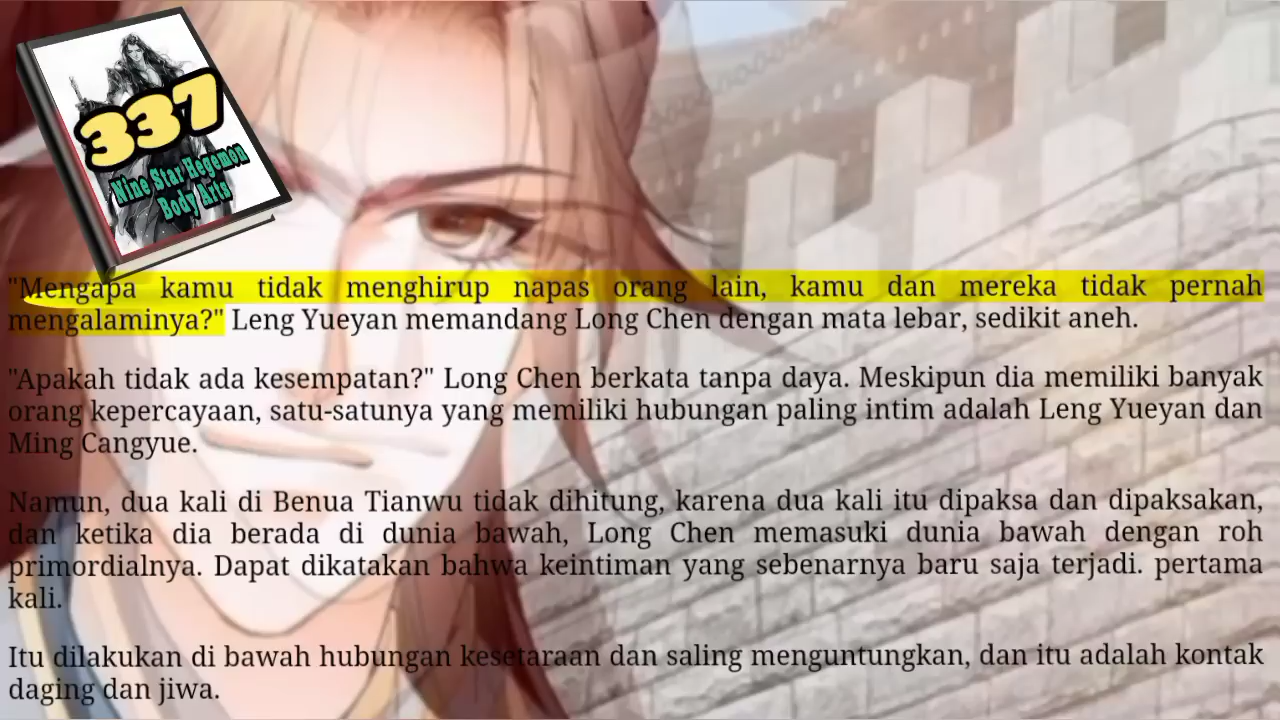 337
Nine Star Hegemon
Body Arts
"Mengapa kamu tidak menghirup napas orang lain, kamu dan mereka tidak pernah
mengalaminya?" Leng Yueyan memandang Long Chen dengan mata lebar, sedikit aneh.
"Apakah tidak ada kesempatan?" Long Chen berkata tanpa daya. Meskipun dia memiliki banyak
orang kepercayaan, satu-satunya yang memiliki hubungan paling intim adalah Leng Yueyan dan
Ming Cangyue.
Namun, dua kali di Benua Tianwu tidak dihitung, karena dua kali itu dipaksa dan dipaksakan,
dan ketika dia berada di dunia bawah, Long Chen memasuki dunia bawah dengan roh
primordialnya. Dapat dikatakan bahwa keintiman yang sebenarnya baru saja terjadi. pertama
kali.
Itu dilakukan di bawah hubungan kesetaraan dan saling menguntungkan, dan itu adalah kontak
daging dan jiwa.